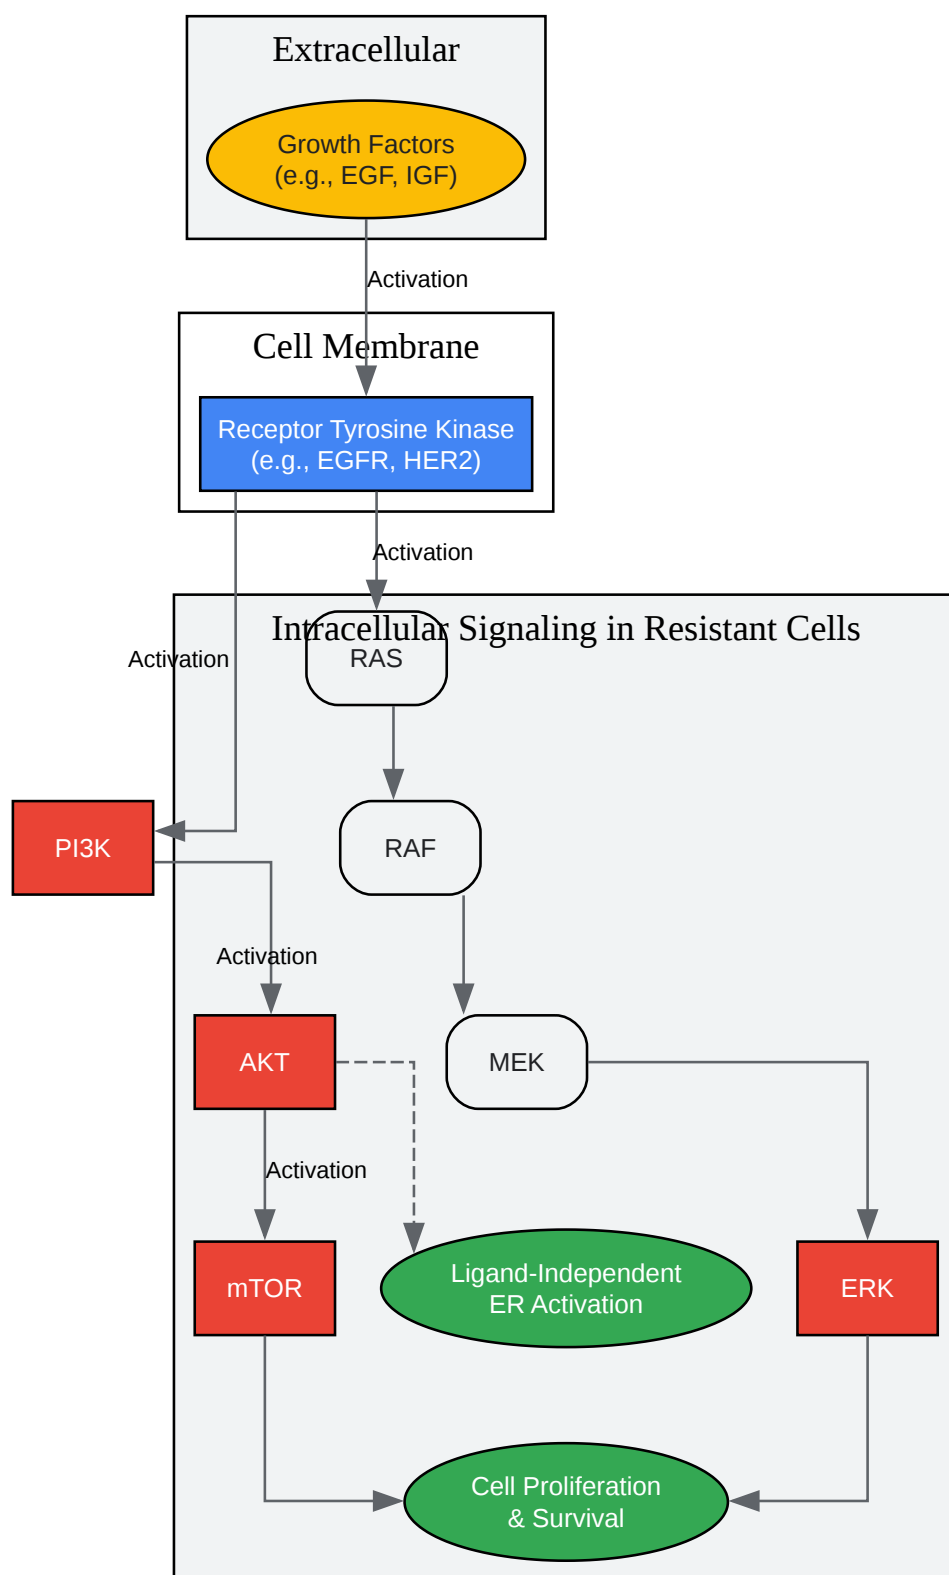 Extracellular
Growth Factors
(e.g., EGF, IGF)
Activation
Cell Membrane
Receptor Tyrosine Kinase
(e.g., EGFR, HER2)
Activation
Intracellular Signaling in Resistant Cells
RAS
Activation
PI3K
RAF
Activation
AKT
MEK
Activation
mTOR
Ligand-Independent
ER Activation
ERK
Cell Proliferation
& Survival